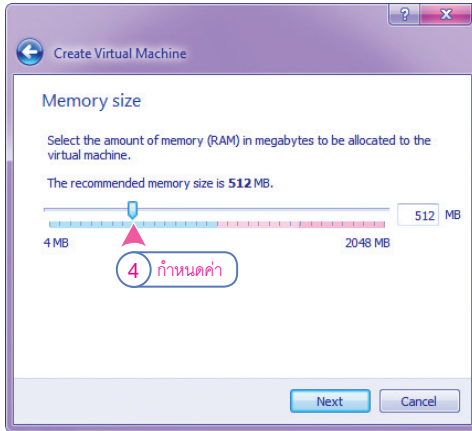 ?
X
Create Virtual Machine
Memory size
Select the amount of memory (RAM) in megabytes to be allocated to the
virtual machine.
The recommended memory size is 512 MB.
512 MB
4 MB 2048 MB
4 กำหนดค่า
Next Cancel